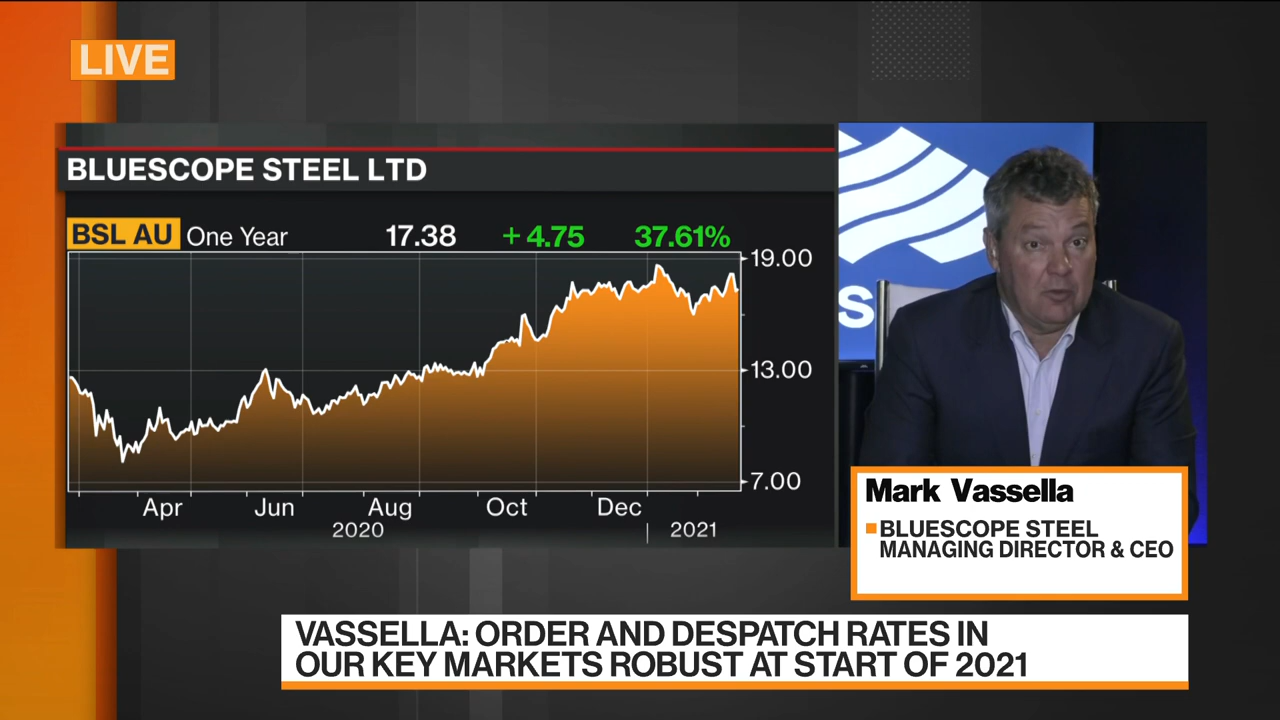 LIVE
BLUESCOPE STEEL LTD
BSL AU One Year 17.38 + 4.75 37.61%
19.00
13.00
7.00
Apr Jun Aug Oct Dec
2020 2021
S
Mark Vassella
BLUESCOPE STEEL
MANAGING DIRECTOR & CEO
VASSELLA: ORDER AND DESPATCH RATES IN
OUR KEY MARKETS ROBUST AT START OF 2021